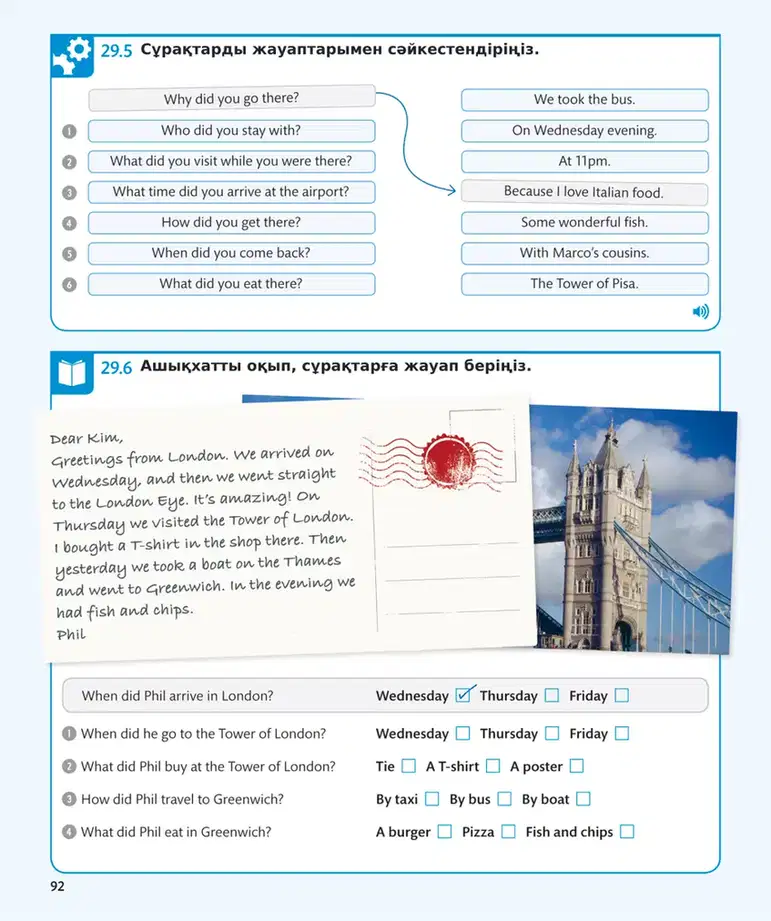 29.5 Сұрақтарды жауаптарымен сәйкестендіріңіз.
Why did you go there?
We took the bus.
1 Who did you stay with?
On Wednesday evening.
2 What did you visit while you were there?
At 11pm.
3 What time did you arrive at the airport?
Because I love Italian food.
4 How did you get there?
Some wonderful fish.
5 When did you come back?
With Marco's cousins.
6 What did you eat there?
The Tower of Pisa.
29.6 Ашықхатты оқып, сұрақтарға жауап беріңіз.
Dear Kim,
Greetings from London. We arrived on
Wednesday, and then we went straight
to the London Eye. It's amazing! On
Thursday we visited the Tower of London.
I bought a T-shirt in the shop there. Then
yesterday we took a boat on the Thames
and went to Greenwich. In the evening we
had fish and chips.
Phil
When did Phil arrive in London? Wednesday Thursday Friday
1 When did he go to the Tower of London? Wednesday Thursday Friday
2 What did Phil buy at the Tower of London? Tie A T-shirt A poster
3 How did Phil travel to Greenwich? By taxi By bus By boat
4 What did Phil eat in Greenwich? A burger Pizza Fish and chips
92